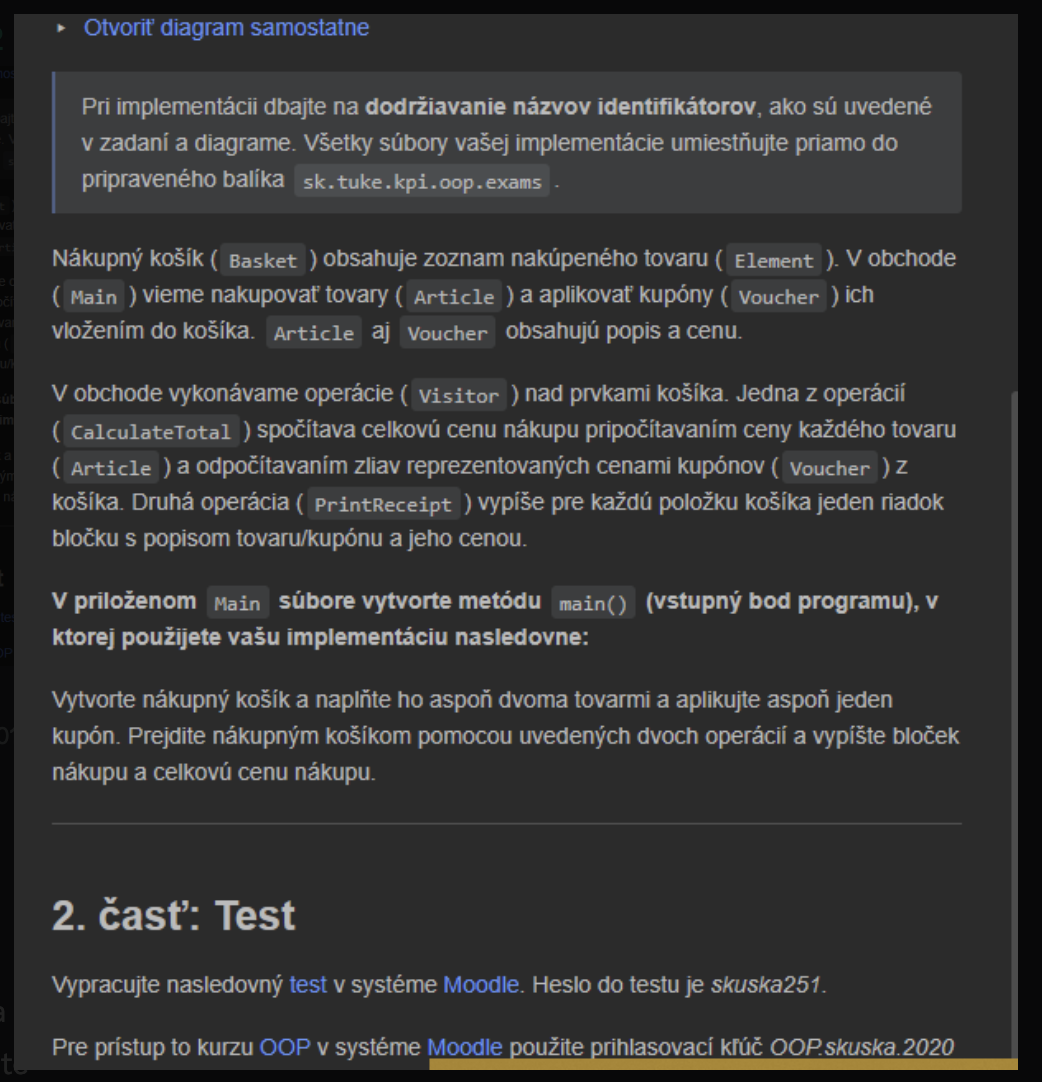 ▸ Otvoriť diagram samostatne
Pri implementácii dbajte na dodržiavanie názvov identifikátorov, ako sú uvedené
v zadaní a diagrame. Všetky súbory vašej implementácie umiestňujte priamo do
pripraveného balíka sk.tuke.kpi.oop.exams .
Nákupný košík ( Basket ) obsahuje zoznam nakúpeného tovaru ( Element ). V obchode
( Main ) vieme nakupovať tovary ( Article ) a aplikovať kupóny ( Voucher ) ich
vložením do košíka. Article aj Voucher obsahujú popis a cenu.
V obchode vykonávame operácie ( Visitor ) nad prvkami košíka. Jedna z operácií
( CalculateTotal ) spočítava celkovú cenu nákupu pripočítavaním ceny každého tovaru
( Article ) a odpočítavaním zliav reprezentovaných cenami kupónov ( Voucher ) z
košíka. Druhá operácia ( PrintReceipt ) vypíše pre každú položku košíka jeden riadok
bločku s popisom tovaru/kupónu a jeho cenou.
V priloženom Main súbore vytvorte metódu main() (vstupný bod programu), v
ktorej použijete vašu implementáciu nasledovne:
Vytvorte nákupný košík a naplňte ho aspoň dvoma tovarmi a aplikujte aspoň jeden
kupón. Prejdite nákupným košíkom pomocou uvedených dvoch operácií a vypíšte bloček
nákupu a celkovú cenu nákupu.
2. časť: Test
Vypracujte nasledovný test v systéme Moodle. Heslo do testu je skuska251.
Pre prístup to kurzu OOP v systéme Moodle použite prihlasovací kľúč OOP.skuska.2020